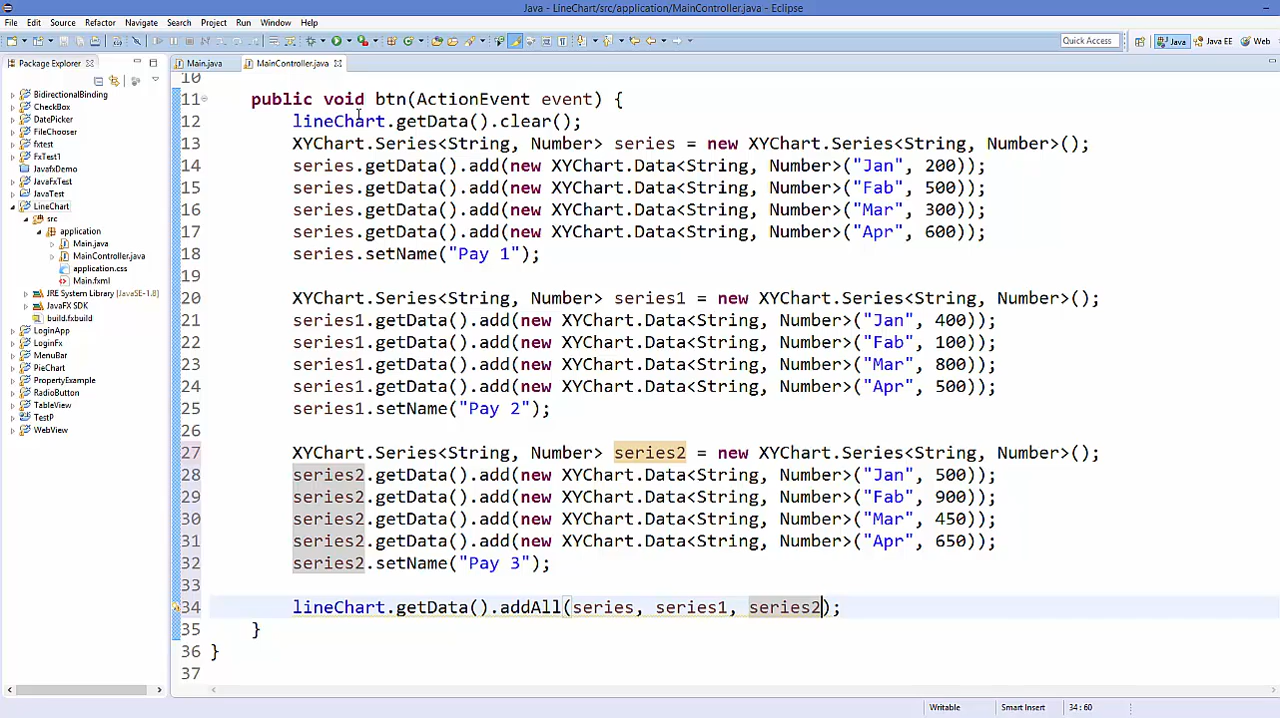 Java - LineChart/src/application/MainController.java - Eclipse
File Edit Source Refactor Navigate Search Project Run Window Help
Quick Access Java Java EE Web
Package Explorer
Main.java MainController.java
BidirectionalBinding
CheckBox
DatePicker
FileChooser
fxtest
FxTest1
JavafxDemo
JavaFxTest
JavaTest
LineChart
src
application
Main.java
MainController.java
application.css
Main.fxml
JRE System Library [JavaSE-1.8]
JavaFX SDK
build.fxbuild
LoginApp
LoginFx
MenuBar
PieChart
PropertyExample
RadioButton
TableView
TestP
WebView
10
11 public void btn(ActionEvent event) {
12 lineChart.getData().clear();
13 XYChart.Series<String, Number> series = new XYChart.Series<String, Number>();
14 series.getData().add(new XYChart.Data<String, Number>("Jan", 200));
15 series.getData().add(new XYChart.Data<String, Number>("Fab", 500));
16 series.getData().add(new XYChart.Data<String, Number>("Mar", 300));
17 series.getData().add(new XYChart.Data<String, Number>("Apr", 600));
18 series.setName("Pay 1");
19
20 XYChart.Series<String, Number> series1 = new XYChart.Series<String, Number>();
21 series1.getData().add(new XYChart.Data<String, Number>("Jan", 400));
22 series1.getData().add(new XYChart.Data<String, Number>("Fab", 100));
23 series1.getData().add(new XYChart.Data<String, Number>("Mar", 800));
24 series1.getData().add(new XYChart.Data<String, Number>("Apr", 500));
25 series1.setName("Pay 2");
26
27 XYChart.Series<String, Number> series2 = new XYChart.Series<String, Number>();
28 series2.getData().add(new XYChart.Data<String, Number>("Jan", 500));
29 series2.getData().add(new XYChart.Data<String, Number>("Fab", 900));
30 series2.getData().add(new XYChart.Data<String, Number>("Mar", 450));
31 series2.getData().add(new XYChart.Data<String, Number>("Apr", 650));
32 series2.setName("Pay 3");
33
34 lineChart.getData().addAll(series, series1, series2);
35 }
36 }
37
Writable Smart Insert 34 : 60